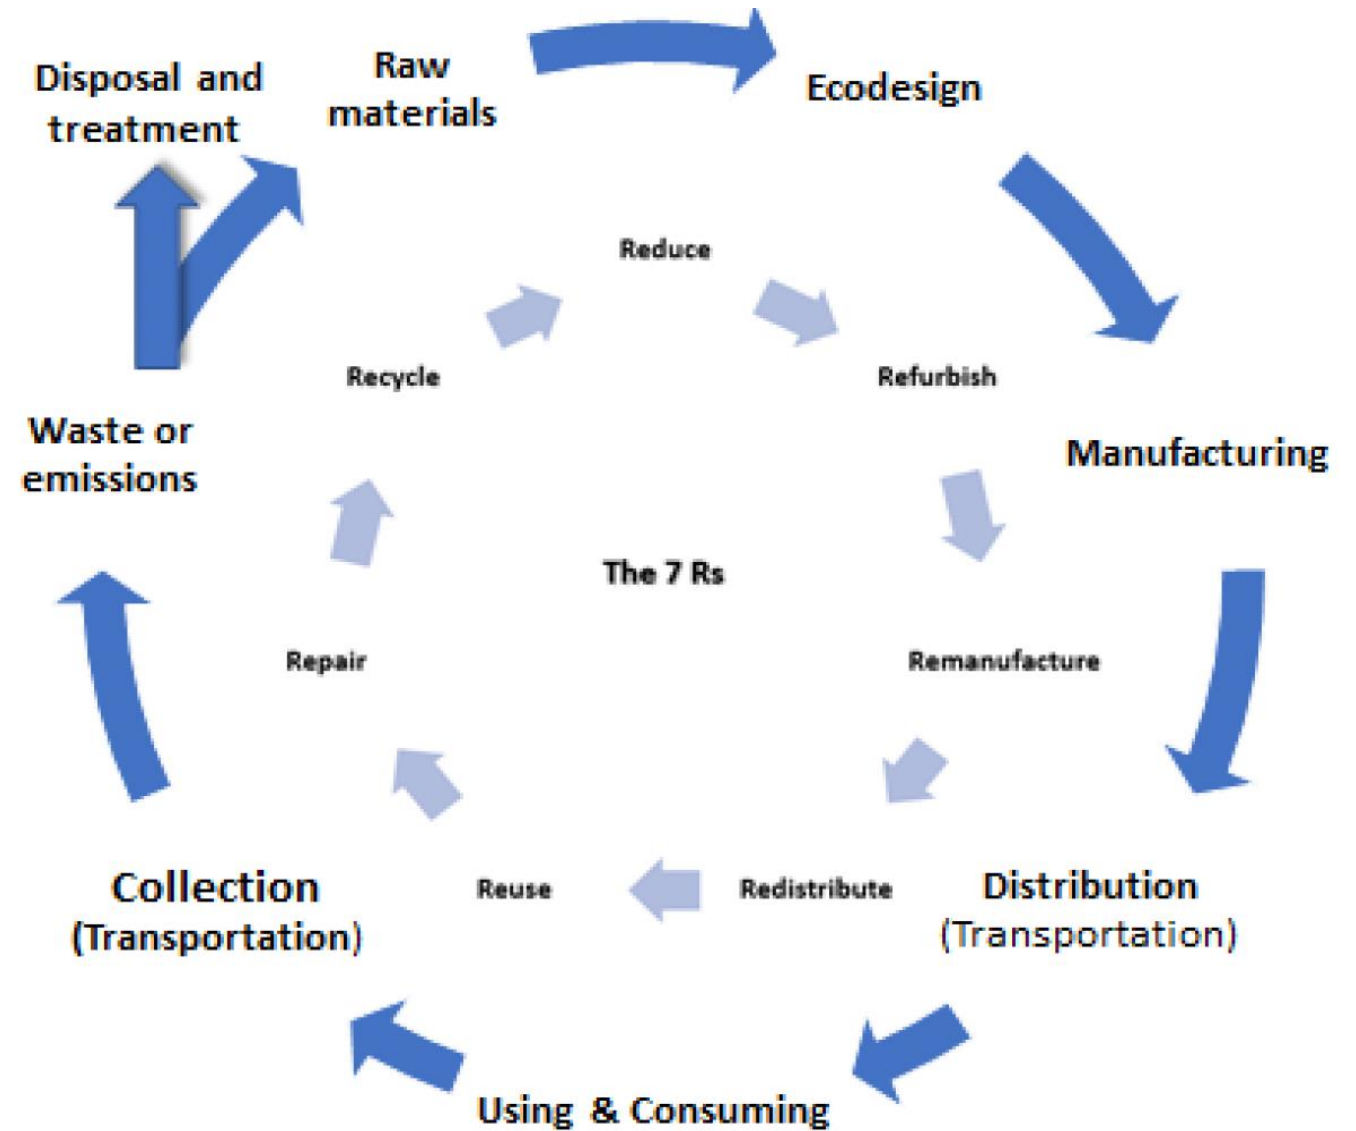 Disposal and
treatment
Raw
materials
Ecodesign
Reduce
Recycle
Refurbish
Waste or
emissions
Manufacturing
The 7 Rs
Repair
Remanufacture
Collection
(Transportation)
Reuse
Redistribute
Distribution
(Transportation)
Using & Consuming